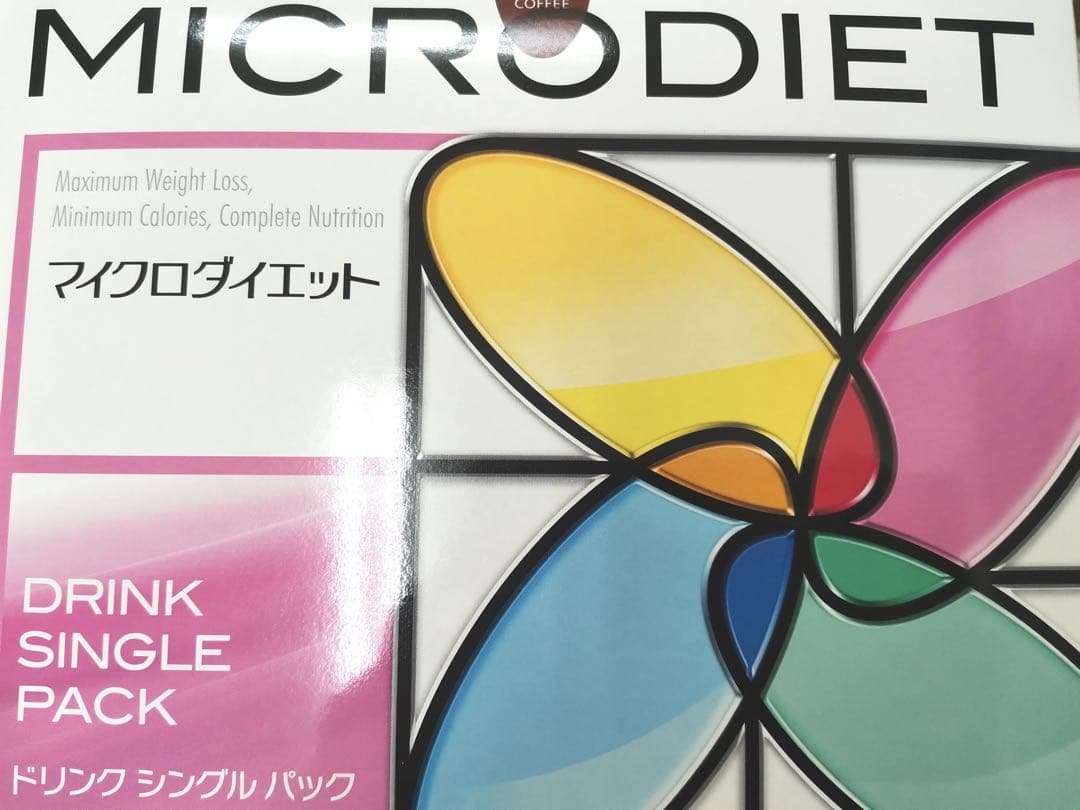 COFFEE
MICRODIET
Maximum Weight Loss,
Minimum Calories, Complete Nutrition
マイクロダイエット
DRINK
SINGLE
PACK
ドリンク シングル パック